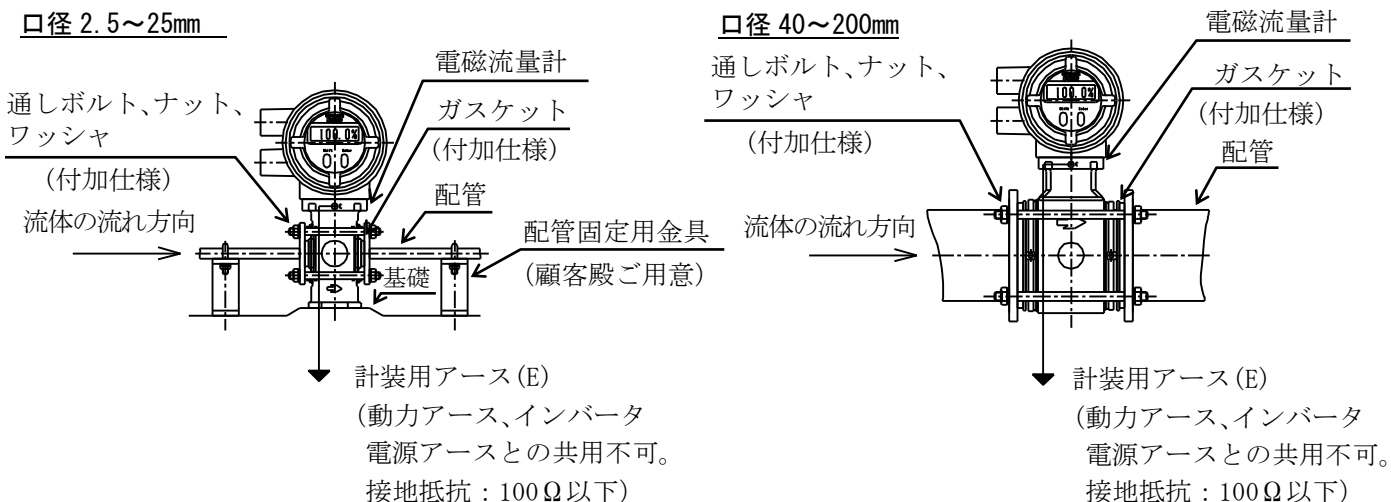 口径 2.5～25mm
電磁流量計
通しボルト、ナット、
ワッシャ
ガスケット
(付加仕様)
(付加仕様)
配管
流体の流れ方向
配管固定用金具
(顧客殿ご用意)
基礎
100.0%
計装用アース(E)
(動力アース、インバータ
電源アースとの共用不可。
接地抵抗：100Ω以下)
口径 40～200mm
電磁流量計
通しボルト、ナット、
ワッシャ
ガスケット
(付加仕様)
(付加仕様)
配管
流体の流れ方向
100.0%
計装用アース(E)
(動力アース、インバータ
電源アースとの共用不可。
接地抵抗：100Ω以下)